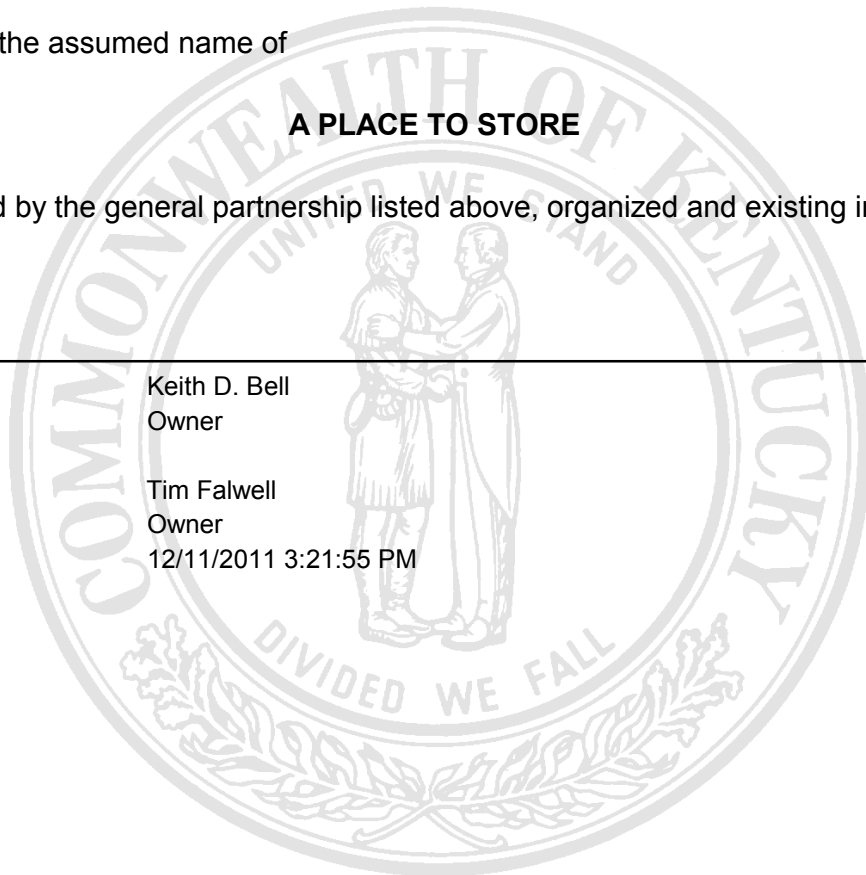 the assumed name of
A PLACE TO STORE
by the general partnership listed above, organized and existing
Keith D. Bell
Owner
Tim Falwell
Owner
12/11/2011 3:21:55 PM
COMMONWEALTH OF KENTUCKY
UNITED WE STAND
DIVIDED WE FALL